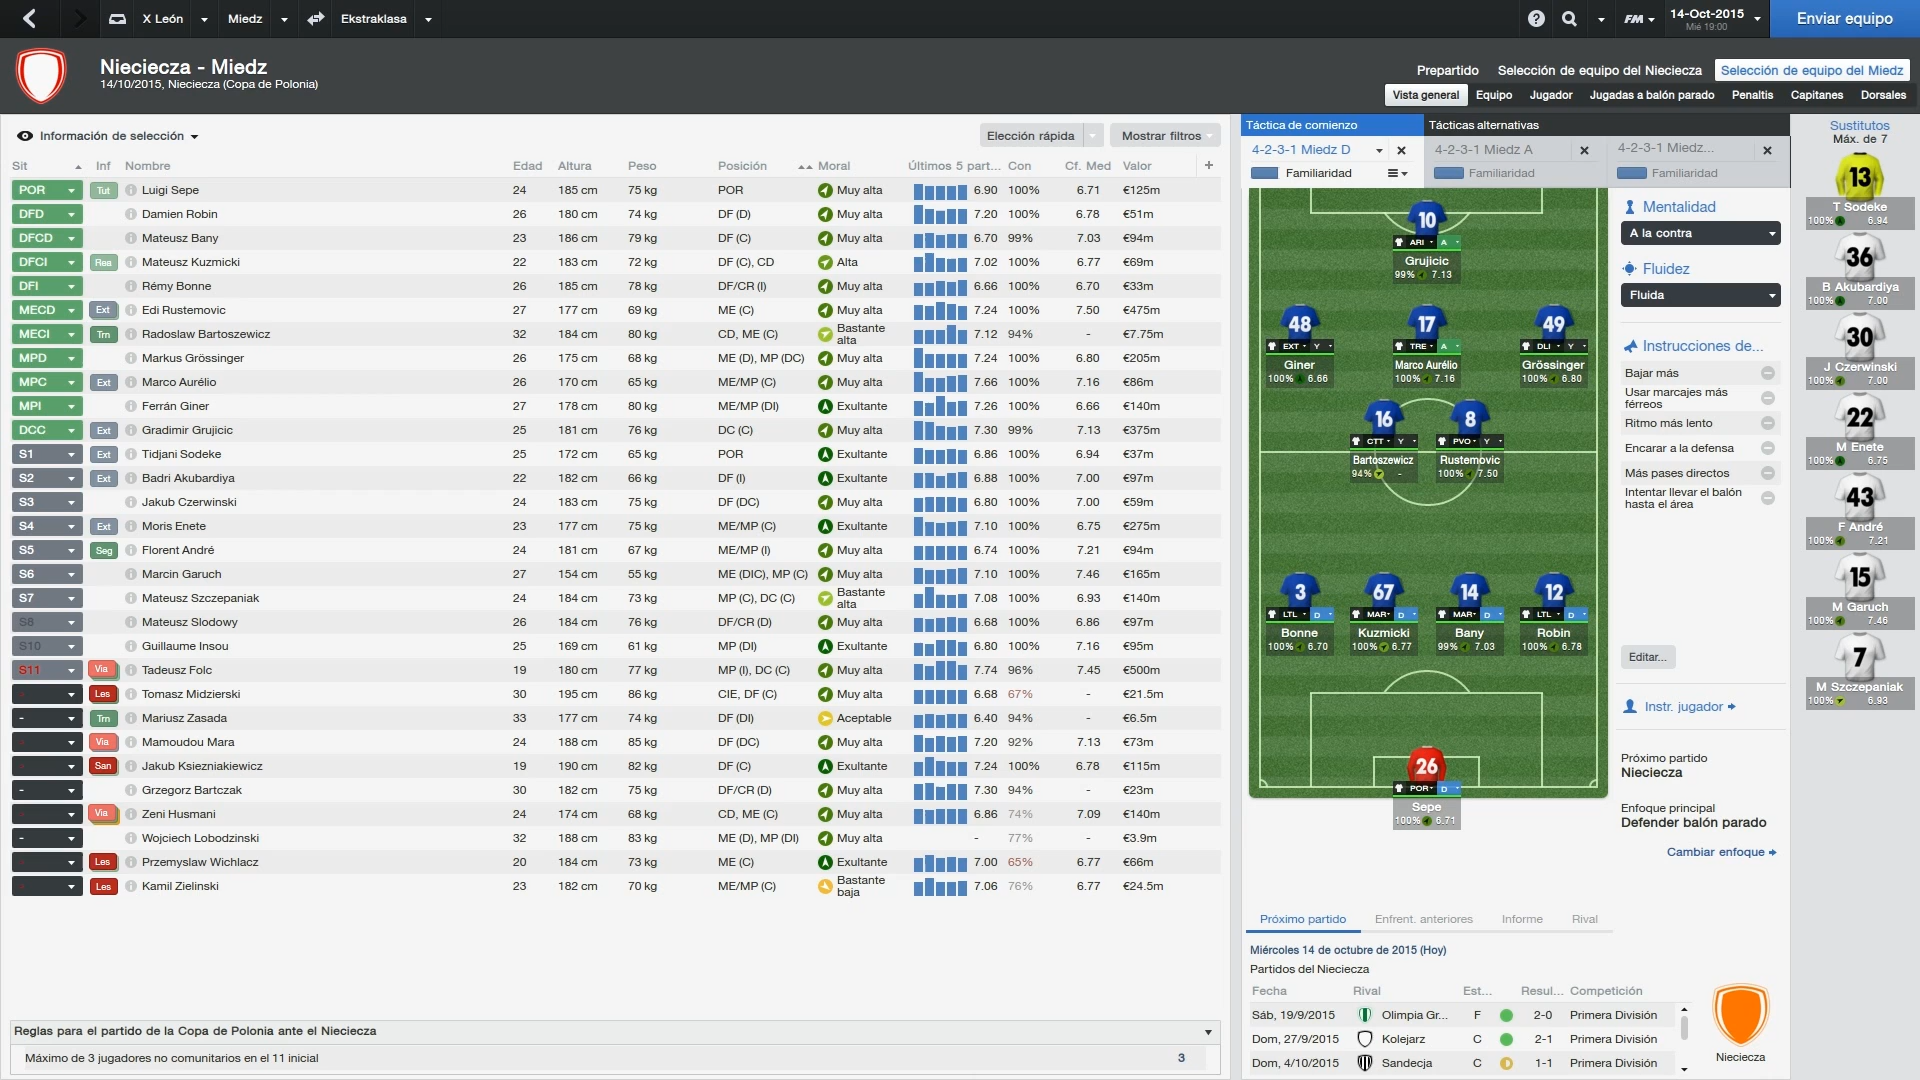 X León
Miedz
Ekstraklasa
FM
14-Oct-2015
Mié 19:00
Enviar equipo
Nieciecza - Miedz
14/10/2015, Nieciecza (Copa de Polonia)
Prepartido
Selección de equipo del Nieciecza
Selección de equipo del Miedz
Vista general
Equipo
Jugador
Jugadas a balón parado
Penaltis
Capitanes
Dorsales
Información de selección
Elección rápida
Mostrar filtros
Sit Inf Nombre Edad Altura Peso Posición Moral Últimos 5 part... Con Cf. Med Valor +
POR Tut Luigi Sepe 24 185 cm 75 kg POR Muy alta 6.90 100% 6.71 €125m
DFD Damien Robin 26 180 cm 74 kg DF (D) Muy alta 7.20 100% 6.78 €51m
DFCD Mateusz Bany 23 186 cm 79 kg DF (C) Muy alta 6.70 99% 7.03 €94m
DFCI Mateusz Kuzmicki 22 183 cm 72 kg DF (C), CD Alta 7.02 100% 6.77 €69m
DFI Rémy Bonne 26 185 cm 78 kg DF/CR (I) Muy alta 6.66 100% 6.70 €33m
MECD Ext Edi Rustemovic 27 177 cm 69 kg ME (C) Muy alta 7.24 100% 7.50 €475m
MECI Trn Radoslaw Bartoszewicz 32 184 cm 80 kg CD, ME (C) Bastante alta 7.12 94% - €7.75m
MPD Markus Grössinger 26 175 cm 68 kg ME (D), MP (DC) Muy alta 7.24 100% 6.80 €205m
MPC Ext Marco Aurélio 26 170 cm 65 kg ME/MP (C) Muy alta 7.66 100% 7.16 €86m
MPI Ferrán Giner 27 178 cm 80 kg ME/MP (DI) Exultante 7.26 100% 6.66 €140m
DCC Ext Gradimir Grujicic 25 181 cm 76 kg DC (C) Muy alta 7.30 99% 7.13 €375m
S1 Ext Tidjani Sodeke 25 172 cm 65 kg POR Exultante 6.86 100% 6.94 €37m
S2 Ext Badri Akubardiya 22 182 cm 66 kg DF (I) Exultante 6.88 100% 7.00 €97m
S3 Jakub Czerwinski 24 183 cm 75 kg DF (DC) Muy alta 6.80 100% 7.00 €59m
S4 Ext Moris Enete 23 177 cm 75 kg ME/MP (C) Exultante 7.10 100% 6.75 €275m
S5 Seg Florent André 24 181 cm 67 kg ME/MP (I) Muy alta 6.74 100% 7.21 €94m
S6 Marcin Garuch 27 154 cm 55 kg ME (DIC), MP (C) Muy alta 7.10 100% 7.46 €165m
S7 Mateusz Szczepaniak 24 184 cm 73 kg MP (C), DC (C) Bastante alta 7.08 100% 6.93 €140m
S8 Mateusz Slodowy 26 184 cm 76 kg DF/CR (D) Muy alta 6.68 100% 6.86 €97m
S10 Guillaume Insou 25 169 cm 61 kg MP (DI) Exultante 6.80 100% 7.16 €95m
S11 Via Tadeusz Folc 19 180 cm 77 kg MP (I), DC (C) Muy alta 7.74 96% 7.45 €500m
Les Tomasz Midzierski 30 195 cm 86 kg CIE, DF (C) Muy alta 6.68 67% - €21.5m
- Trn Mariusz Zasada 33 177 cm 74 kg DF (DI) Aceptable 6.40 94% - €6.5m
Via Mamoudou Mara 24 188 cm 85 kg DF (DC) Muy alta 7.20 92% 7.13 €73m
San Jakub Ksiezniakiewicz 19 190 cm 82 kg DF (C) Exultante 7.24 100% 6.78 €115m
- Grzegorz Bartczak 30 182 cm 75 kg DF/CR (D) Muy alta 7.30 94% - €23m
Via Zeni Husmani 24 174 cm 68 kg CD, ME (C) Muy alta 6.86 74% 7.09 €140m
- Wojciech Lobodzinski 32 188 cm 83 kg ME (D), MP (DI) Muy alta - 77% - €3.9m
Les Przemyslaw Wichlacz 20 184 cm 73 kg ME (C) Exultante 7.00 65% 6.77 €66m
Les Kamil Zielinski 23 182 cm 70 kg ME/MP (C) Bastante baja 7.06 76% 6.77 €24.5m
Reglas para el partido de la Copa de Polonia ante el Nieciecza
Máximo de 3 jugadores no comunitarios en el 11 inicial 3
Táctica de comienzo
Tácticas alternativas
4-2-3-1 Miedz D
4-2-3-1 Miedz A
4-2-3-1 Miedz...
Familiaridad
Familiaridad
Familiaridad
10
ARI A
Grujicic
99% 7.13
48 17 49
EXT Y TRE A DLI Y
Giner Marco Aurélio Grössinger
100% 6.66 100% 7.16 100% 6.80
16 8
CTT Y PVO Y
Bartoszewicz Rustemovic
94% - 100% 7.50
3 67 14 12
LTL D MAR D MAR D LTL D
Bonne Kuzmicki Bany Robin
100% 6.70 100% 6.77 99% 7.03 100% 6.78
26
POR D
Sepe
100% 6.71
Mentalidad
A la contra
Fluidez
Fluida
Instrucciones de...
Bajar más
Usar marcajes más férreos
Ritmo más lento
Encarar a la defensa
Más pases directos
Intentar llevar el balón hasta el área
Editar...
Instr. jugador
Próximo partido
Nieciecza
Enfoque principal
Defender balón parado
Cambiar enfoque
Sustitutos
Máx. de 7
13
T Sodeke
100% 6.94
36
B Akubardiya
100% 7.00
30
J Czerwinski
100% 7.00
22
M Enete
100% 6.75
43
F André
100% 7.21
15
M Garuch
100% 7.46
7
M Szczepaniak
100% 6.93
Próximo partido
Enfrent. anteriores
Informe
Rival
Miércoles 14 de octubre de 2015 (Hoy)
Partidos del Nieciecza
Fecha Rival Est... Resul... Competición
Sáb, 19/9/2015 Olimpia Gr... F 2-0 Primera División
Dom, 27/9/2015 Kolejarz C 2-1 Primera División
Dom, 4/10/2015 Sandecja C 1-1 Primera División
Nieciecza